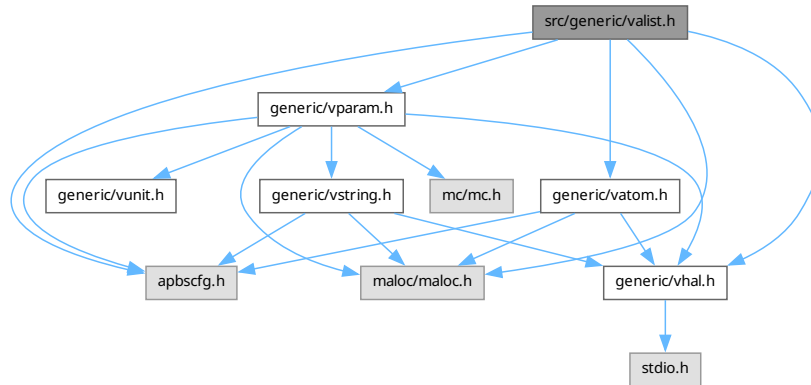 src/generic/valist.h
generic/vparam.h
generic/vunit.h
generic/vstring.h
mc/mc.h
generic/vatom.h
apbscfg.h
maloc/maloc.h
generic/vhal.h
stdio.h